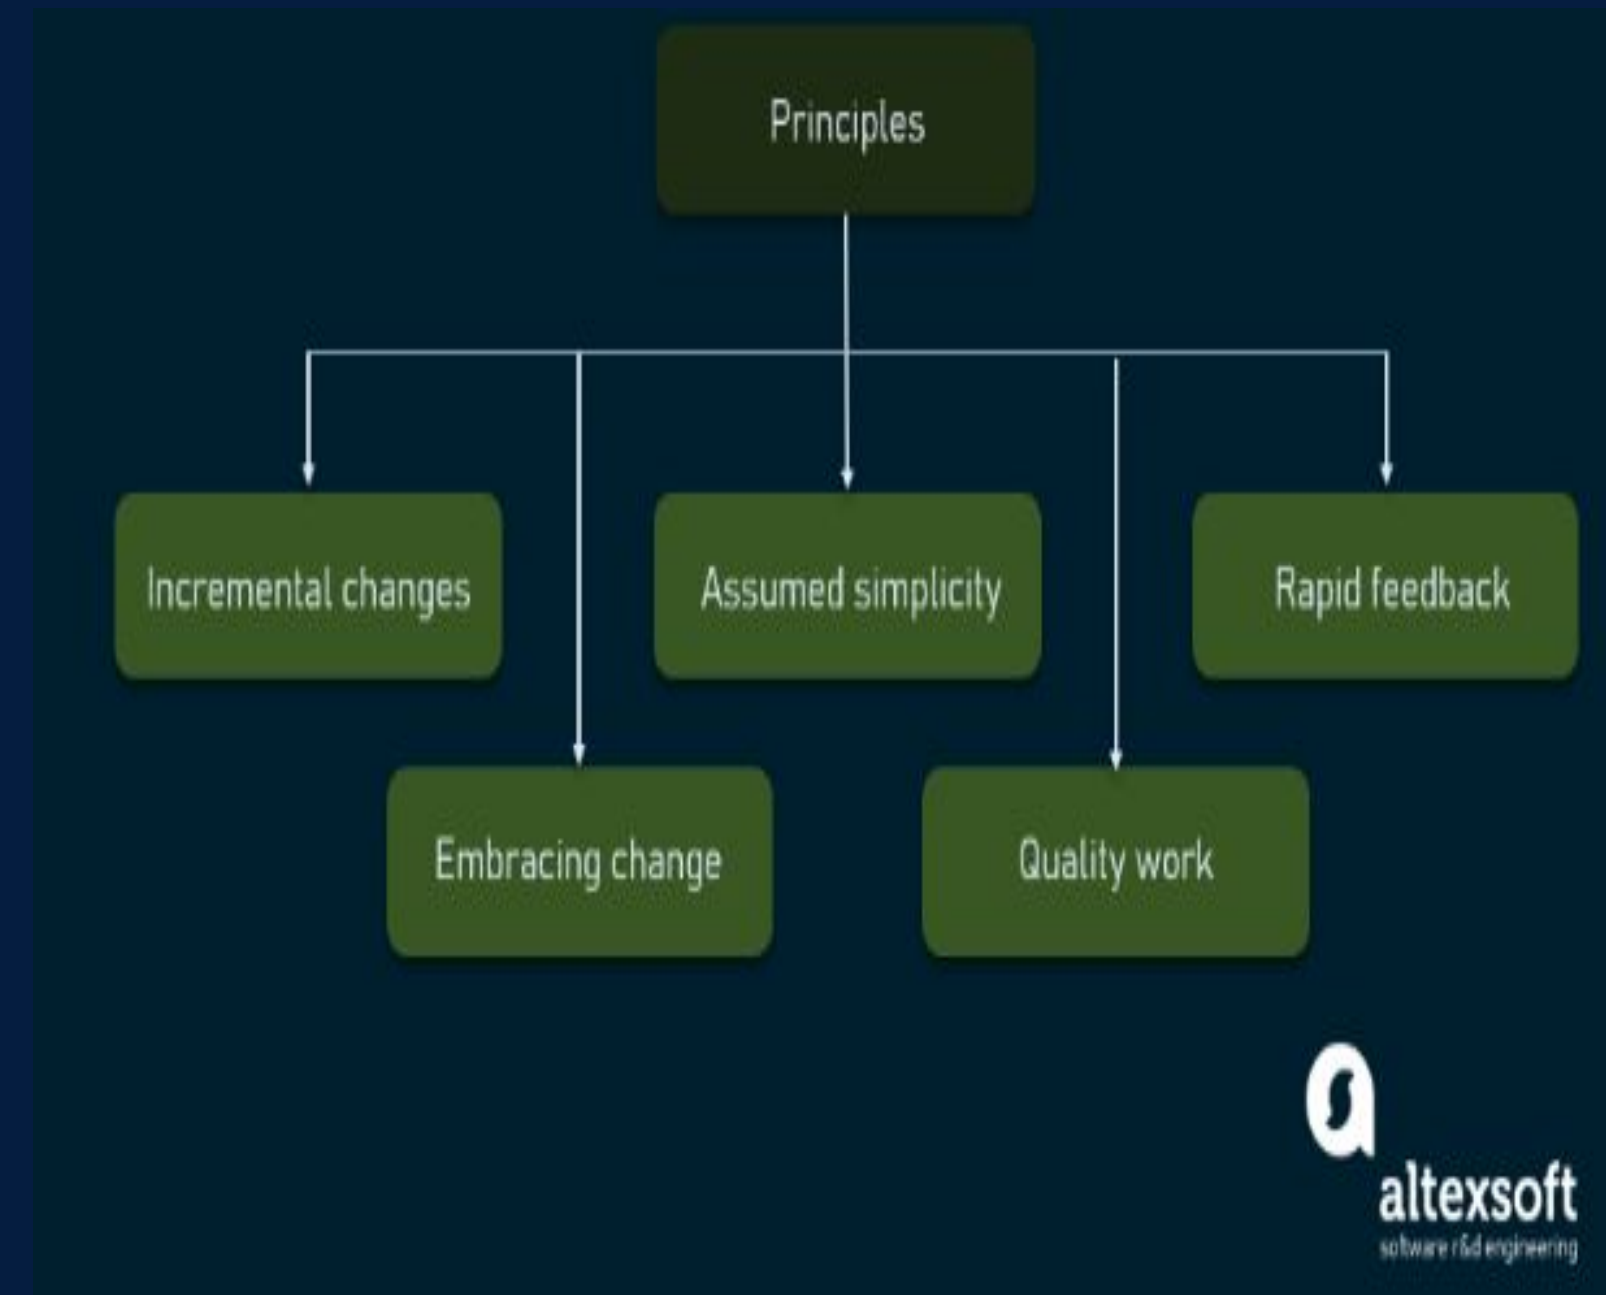 Principles
Incremental changes
Assumed simplicity
Rapid feedback
Embracing change
Quality work
altexsoft
software r&d engineering